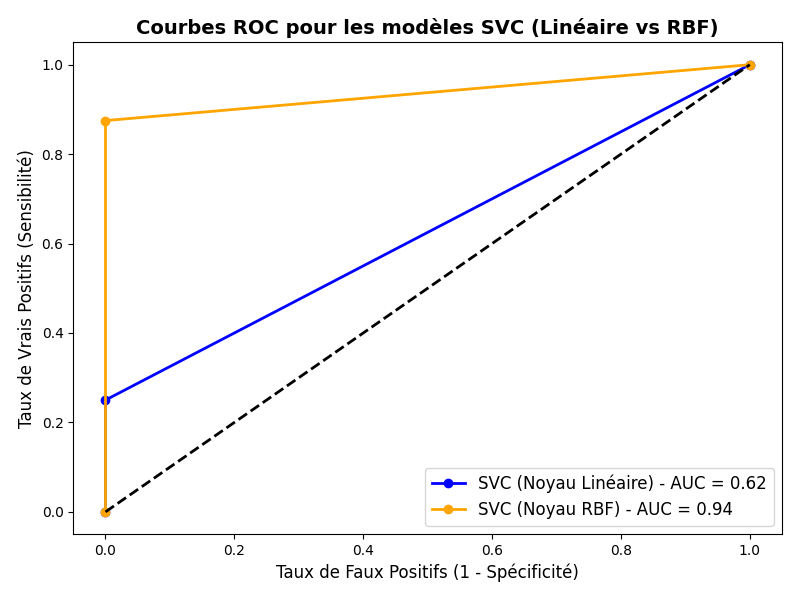 Courbes ROC pour les modèles SVC (Linéaire vs RBF)
Taux de Vrais Positifs (Sensibilité)
1.0
0.8
0.6
0.4
0.2
0.0
SVC (Noyau Linéaire) - AUC = 0.62
SVC (Noyau RBF) - AUC = 0.94
0.0 0.2 0.4 0.6 0.8 1.0
Taux de Faux Positifs (1 - Spécificité)